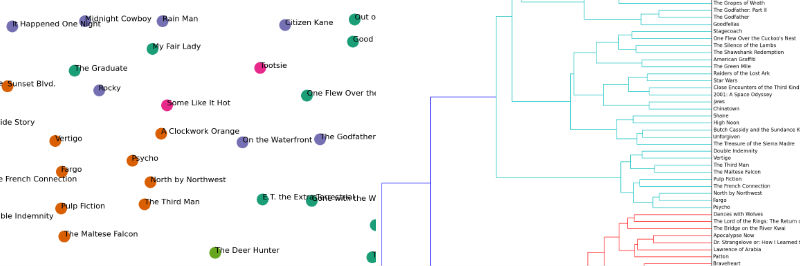 It Happened One Night
Midnight Cowboy
Rain Man
Citizen Kane
Out o
My Fair Lady
Good
The Graduate
Tootsie
Sunset Blvd.
Rocky
One Flew Over the
Some Like It Hot
ide Story
Vertigo
A Clockwork Orange
On the Waterfront
The Godfather
Psycho
Fargo
e French Connection
North by Northwest
E.T. the Extra-Terrestrial
Gone with the W
Pulp Fiction
The Third Man
ble Indemnity
The Maltese Falcon
The Deer Hunter
The Grapes of Wrath
The Godfather: Part II
The Godfather
Goodfellas
Stagecoach
One Flew Over the Cuckoo's Nest
The Silence of the Lambs
The Shawshank Redemption
American Graffiti
The Green Mile
Raiders of the Lost Ark
Star Wars
Close Encounters of the Third Kind
2001: A Space Odyssey
Jaws
Chinatown
Shane
High Noon
Butch Cassidy and the Sundance K
Unforgiven
The Treasure of the Sierra Madre
Double Indemnity
Vertigo
The Third Man
The Maltese Falcon
Pulp Fiction
The French Connection
North by Northwest
Fargo
Psycho
Dances with Wolves
The Lord of the Rings: The Return o
The Bridge on the River Kwai
Apocalypse Now
Dr. Strangelove or: How I Learned t
Lawrence of Arabia
Patton
Braveheart